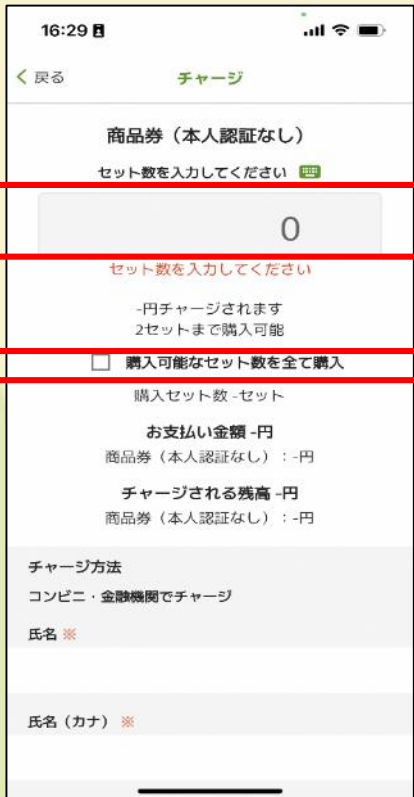 16:29
戻る
チャージ
商品券（本人認証なし）
セット数を入力してください
0
セット数を入力してください
-円チャージされます
2セットまで購入可能
購入可能なセット数を全て購入
購入セット数 -セット
お支払い金額 -円
商品券（本人認証なし）：-円
チャージされる残高 -円
商品券（本人認証なし）：-円
チャージ方法
コンビニ・金融機関でチャージ
氏名 ※
氏名（カナ） ※